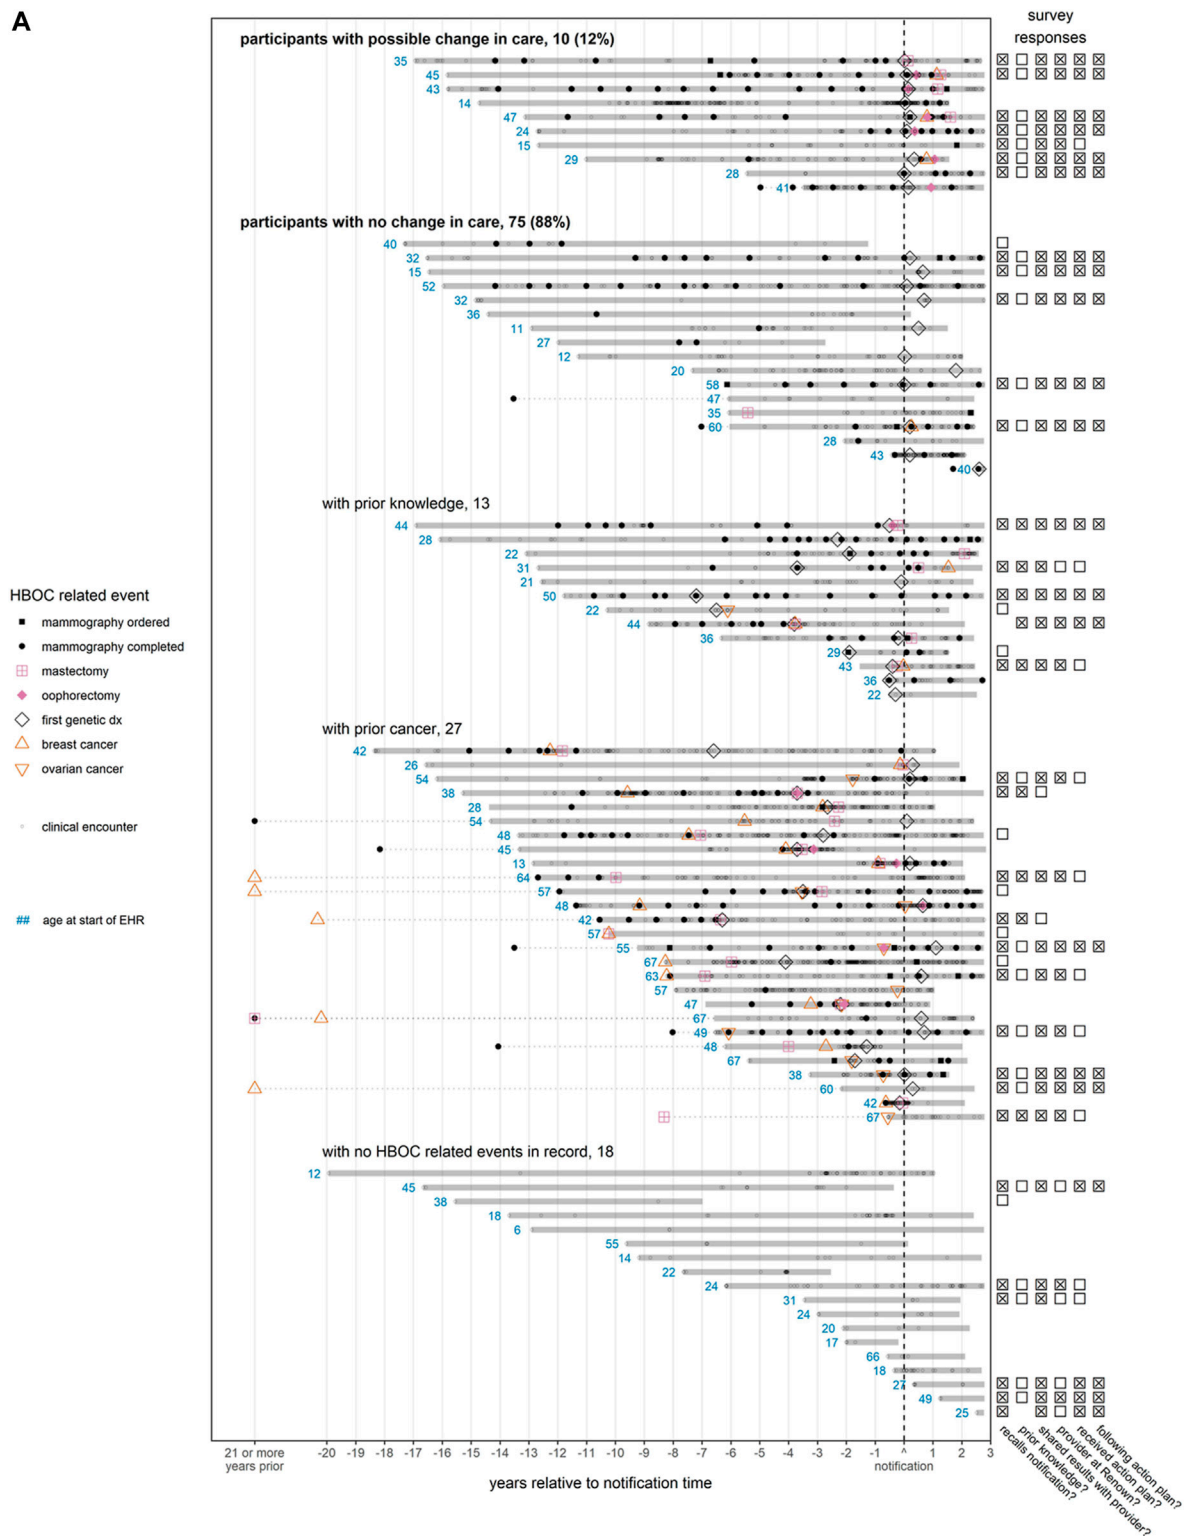 A
survey
responses
participants with possible change in care, 10 (12%)
35
45
43
14
47
24
15
29
28
41
participants with no change in care, 75 (88%)
40
32
15
52
32
36
11
27
12
20
58
47
35
60
28
43
40
with prior knowledge, 13
44
28
22
31
21
50
22
44
36
29
43
36
22
HBOC related event
mammography ordered
mammography completed
mastectomy
oophorectomy
first genetic dx
breast cancer
ovarian cancer
clinical encounter
## age at start of EHR
with prior cancer, 27
42
26
54
38
28
54
48
45
13
64
57
48
42
57
55
67
63
57
47
67
49
48
67
38
60
42
67
with no HBOC related events in record, 18
12
45
38
18
6
55
14
22
24
31
24
20
17
66
18
27
49
25
21 or more
years prior
-20 -19 -18 -17 -16 -15 -14 -13 -12 -11 -10 -9 -8 -7 -6 -5 -4 -3 -2 -1 ^ 1 2 3
notification
years relative to notification time
recalls notification?
prior knowledge?
shared results with provider?
provider at Renown?
received action plan?
following action plan?